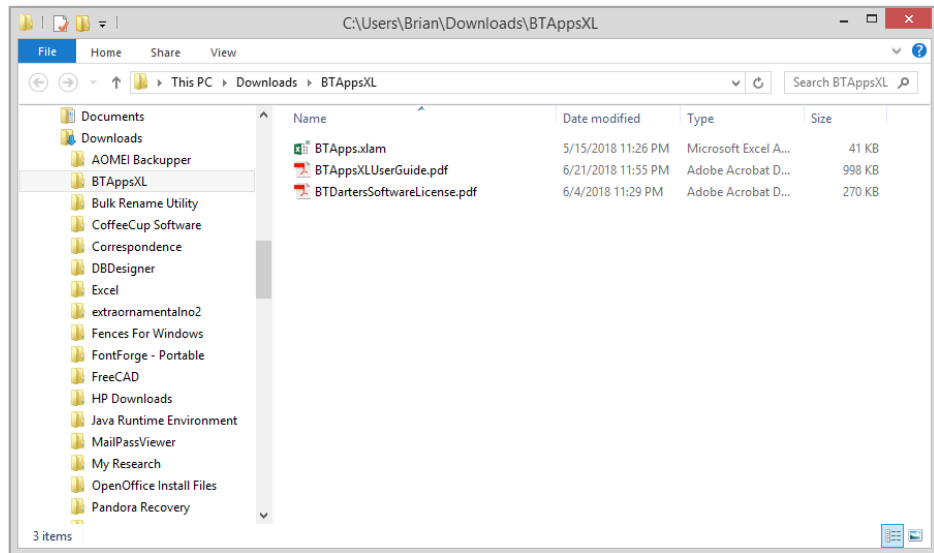 C:\Users\Brian\Downloads\BTAppsXL
File Home Share View
This PC Downloads BTAppsXL Search BTAppsXL
Documents
Downloads
AOMEI Backupper
BTAppsXL
Bulk Rename Utility
CoffeeCup Software
Correspondence
DBDesigner
Excel
extraornamentalno2
Fences For Windows
FontForge - Portable
FreeCAD
HP Downloads
Java Runtime Environment
MailPassViewer
My Research
OpenOffice Install Files
Pandora Recovery
Name Date modified Type Size
BTApps.xlam 5/15/2018 11:26 PM Microsoft Excel A... 41 KB
BTAppsXLUserGuide.pdf 6/21/2018 11:55 PM Adobe Acrobat D... 998 KB
BTDartersSoftwareLicense.pdf 6/4/2018 11:29 PM Adobe Acrobat D... 270 KB
3 items